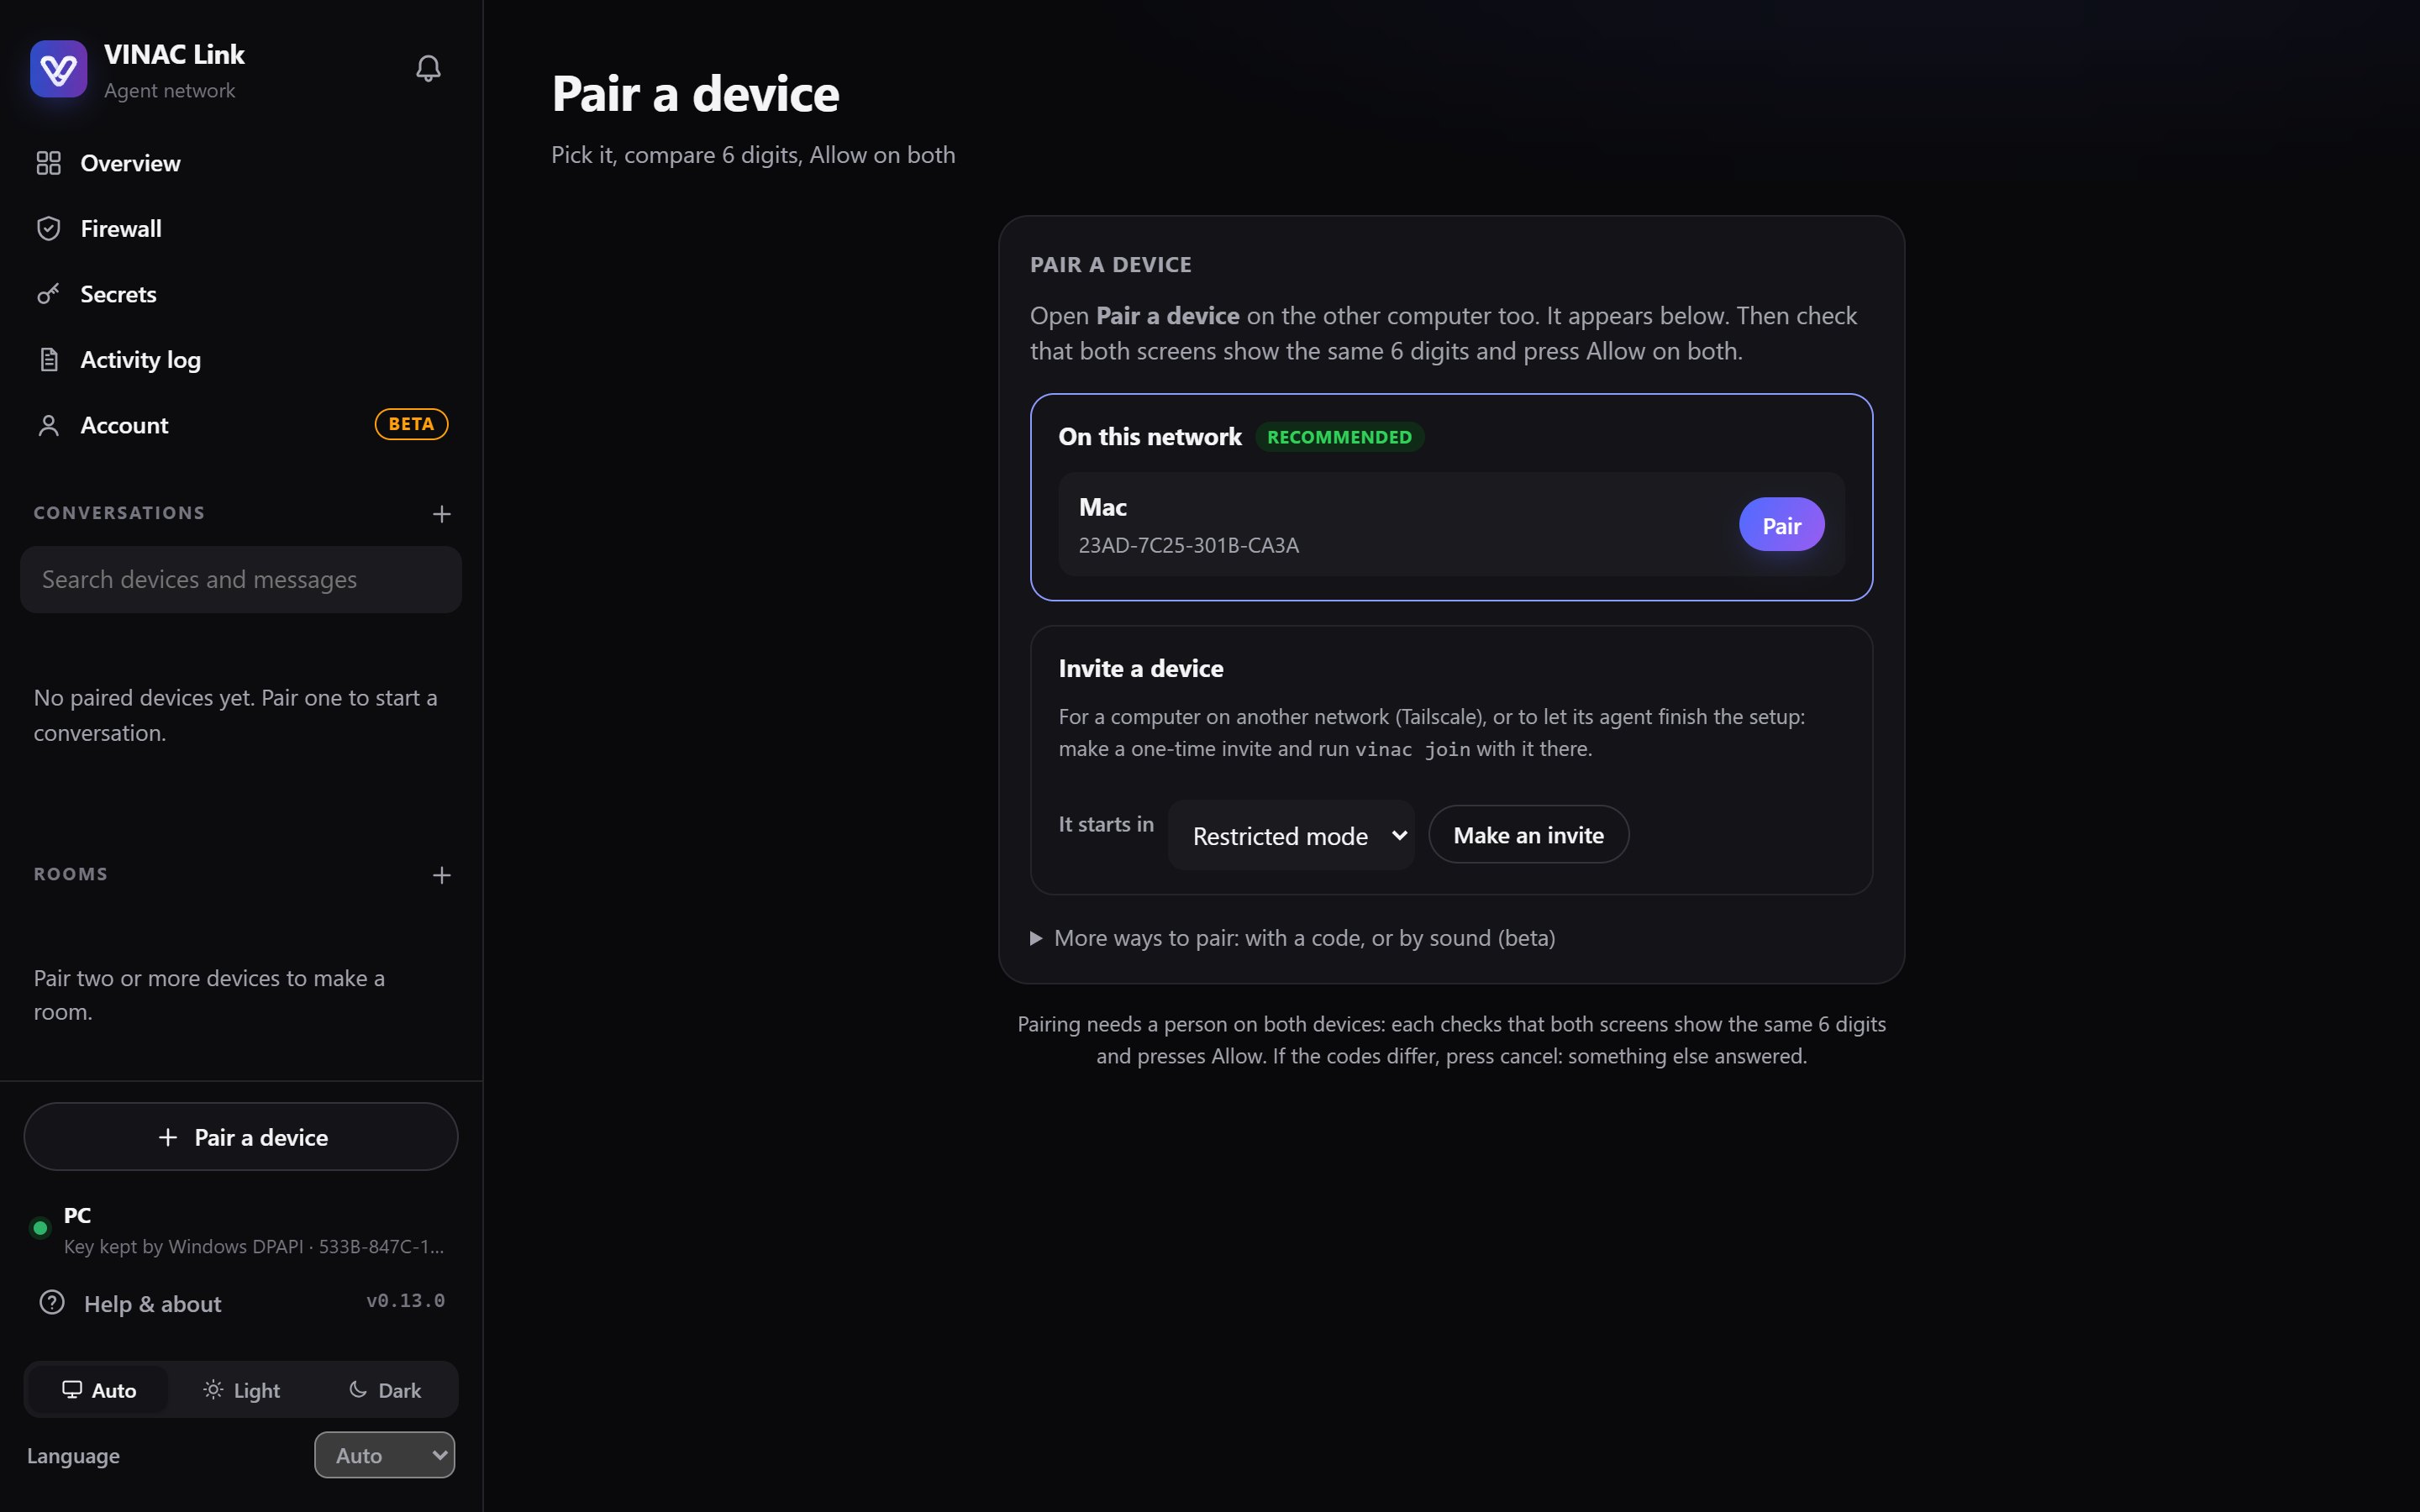 VINAC Link
Agent network
Overview
Firewall
Secrets
Activity log
Account
BETA
CONVERSATIONS
Search devices and messages
No paired devices yet. Pair one to start a
conversation.
ROOMS
Pair two or more devices to make a
room.
Pair a device
PC
Key kept by Windows DPAPI · 533B-847C-1...
Help & about
v0.13.0
Auto
Light
Dark
Language
Auto
Pair a device
Pick it, compare 6 digits, Allow on both
PAIR A DEVICE
Open Pair a device on the other computer too. It appears below. Then check
that both screens show the same 6 digits and press Allow on both.
On this network
RECOMMENDED
Mac
23AD-7C25-301B-CA3A
Pair
Invite a device
For a computer on another network (Tailscale), or to let its agent finish the setup:
make a one-time invite and run vinac join with it there.
It starts in
Restricted mode
Make an invite
More ways to pair: with a code, or by sound (beta)
Pairing needs a person on both devices: each checks that both screens show the same 6 digits
and presses Allow. If the codes differ, press cancel: something else answered.